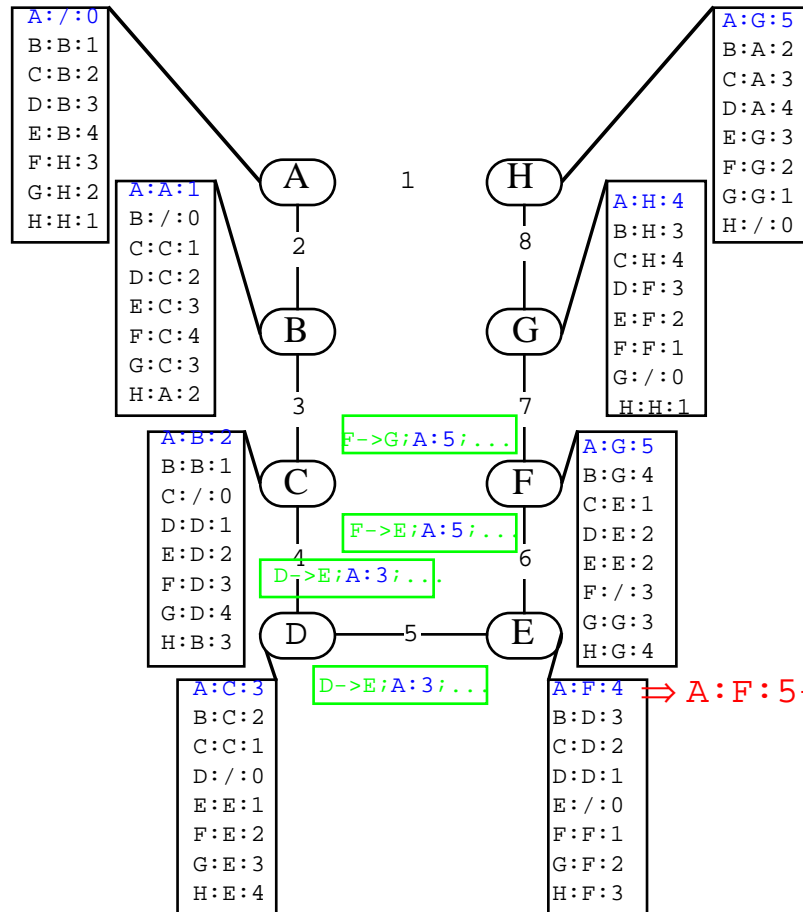 A:/:0
B:B:1
C:B:2
D:B:3
E:B:4
F:H:3
G:H:2
H:H:1
A:G:5
B:A:2
C:A:3
D:A:4
E:G:3
F:G:2
G:G:1
H:/:0
A
1
H
A:A:1
B:/:0
C:C:1
D:C:2
E:C:3
F:C:4
G:C:3
H:A:2
2
8
A:H:4
B:H:3
C:H:4
D:F:3
E:F:2
F:F:1
G:/:0
H:H:1
B
G
3
7
F->G;A:5;...
A:B:2
B:B:1
C:/:0
D:D:1
E:D:2
F:D:3
G:D:4
H:B:3
C
F
A:G:5
B:G:4
C:E:1
D:E:2
E:E:2
F:/:3
G:G:3
H:G:4
F->E;A:5;...
4
6
D->E;A:3;...
D
5
E
D->E;A:3;...
A:C:3
B:C:2
C:C:1
D:/:0
E:E:1
F:E:2
G:E:3
H:E:4
A:F:4 ⇒ A:F:5
B:D:3
C:D:2
D:D:1
E:/:0
F:F:1
G:F:2
H:F:3